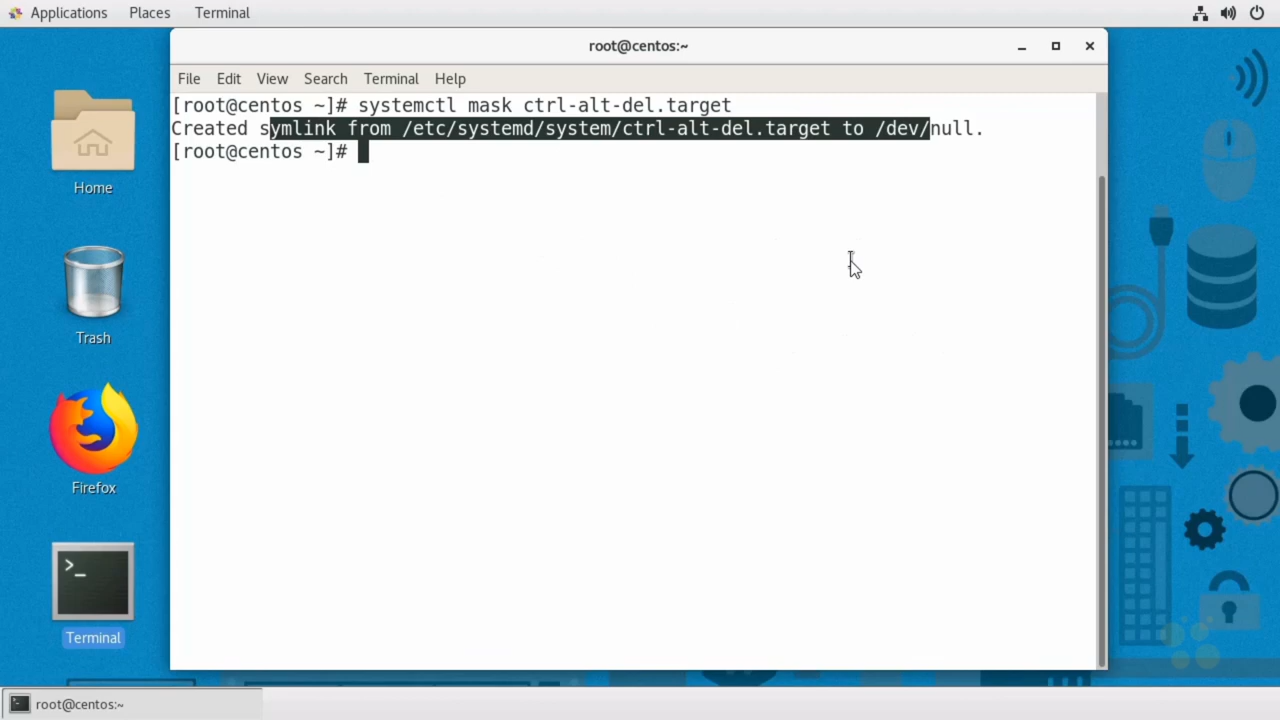 Applications Places Terminal
root@centos:~
File Edit View Search Terminal Help
[root@centos ~]# systemctl mask ctrl-alt-del.target
Created symlink from /etc/systemd/system/ctrl-alt-del.target to /dev/null.
[root@centos ~]#
Home
Trash
Firefox
>_
Terminal
root@centos:~